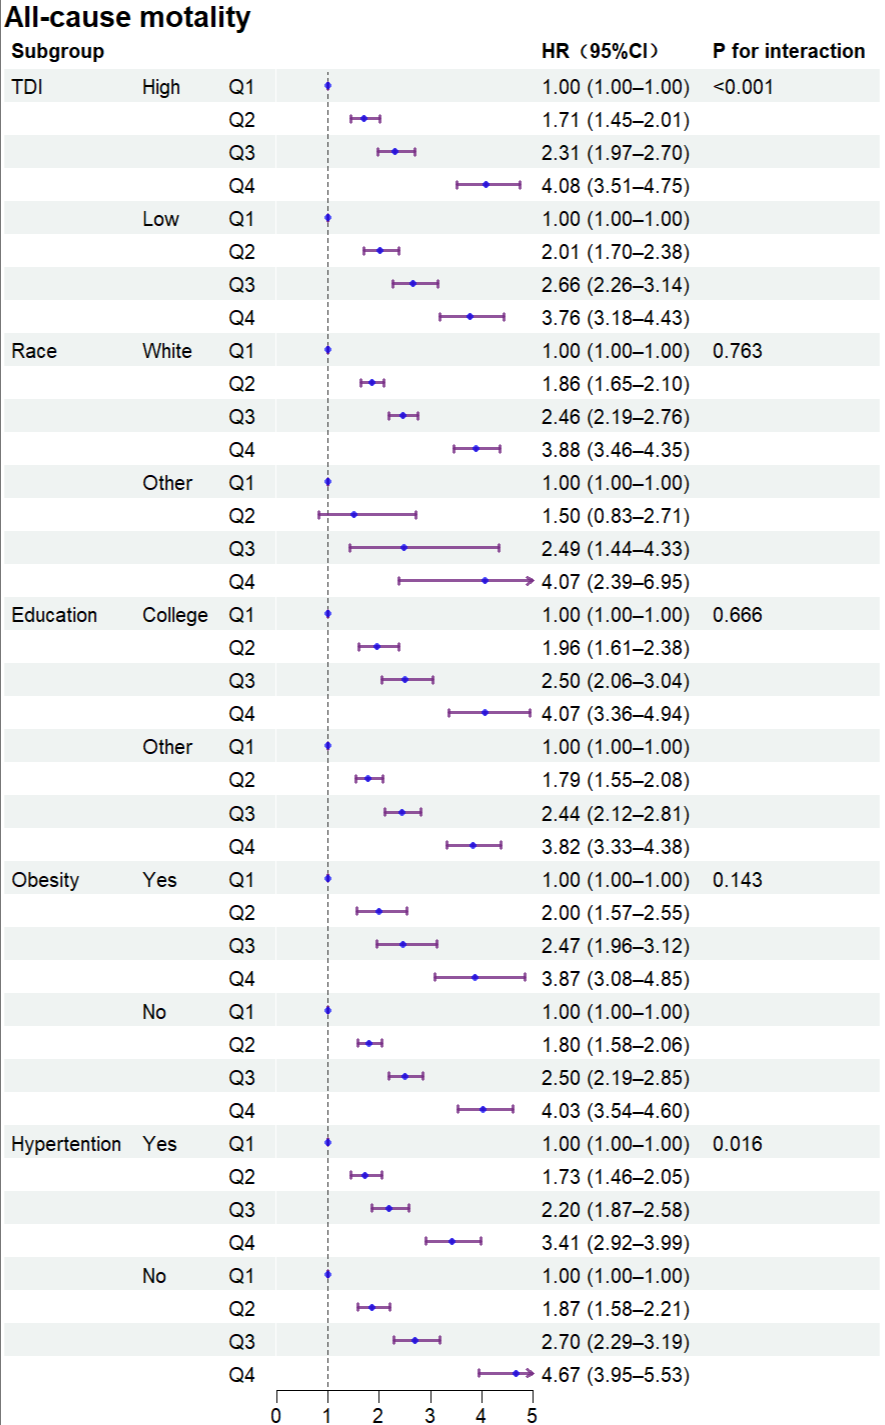 All-cause motality
Subgroup HR（95%CI） P for interaction
TDI High Q1 1.00 (1.00–1.00) <0.001
Q2 1.71 (1.45–2.01)
Q3 2.31 (1.97–2.70)
Q4 4.08 (3.51–4.75)
Low Q1 1.00 (1.00–1.00)
Q2 2.01 (1.70–2.38)
Q3 2.66 (2.26–3.14)
Q4 3.76 (3.18–4.43)
Race White Q1 1.00 (1.00–1.00) 0.763
Q2 1.86 (1.65–2.10)
Q3 2.46 (2.19–2.76)
Q4 3.88 (3.46–4.35)
Other Q1 1.00 (1.00–1.00)
Q2 1.50 (0.83–2.71)
Q3 2.49 (1.44–4.33)
Q4 4.07 (2.39–6.95)
Education College Q1 1.00 (1.00–1.00) 0.666
Q2 1.96 (1.61–2.38)
Q3 2.50 (2.06–3.04)
Q4 4.07 (3.36–4.94)
Other Q1 1.00 (1.00–1.00)
Q2 1.79 (1.55–2.08)
Q3 2.44 (2.12–2.81)
Q4 3.82 (3.33–4.38)
Obesity Yes Q1 1.00 (1.00–1.00) 0.143
Q2 2.00 (1.57–2.55)
Q3 2.47 (1.96–3.12)
Q4 3.87 (3.08–4.85)
No Q1 1.00 (1.00–1.00)
Q2 1.80 (1.58–2.06)
Q3 2.50 (2.19–2.85)
Q4 4.03 (3.54–4.60)
Hypertention Yes Q1 1.00 (1.00–1.00) 0.016
Q2 1.73 (1.46–2.05)
Q3 2.20 (1.87–2.58)
Q4 3.41 (2.92–3.99)
No Q1 1.00 (1.00–1.00)
Q2 1.87 (1.58–2.21)
Q3 2.70 (2.29–3.19)
Q4 4.67 (3.95–5.53)
0 1 2 3 4 5